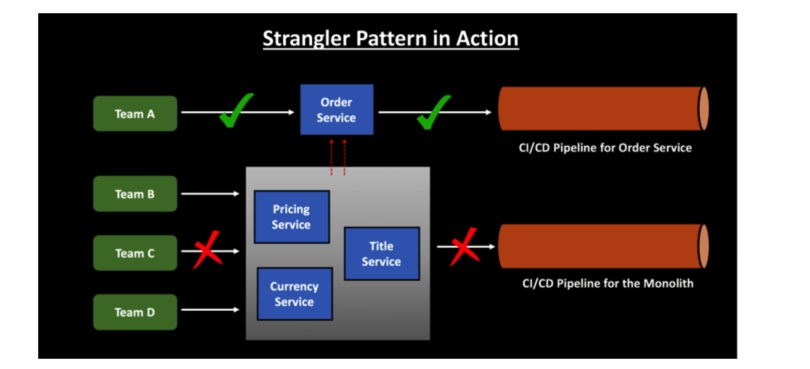 Strangler Pattern in Action
Team A
Order
Service
CI/CD Pipeline for Order Service
Team B
Team C
Team D
Pricing
Service
Title
Service
Currency
Service
CI/CD Pipeline for the Monolith